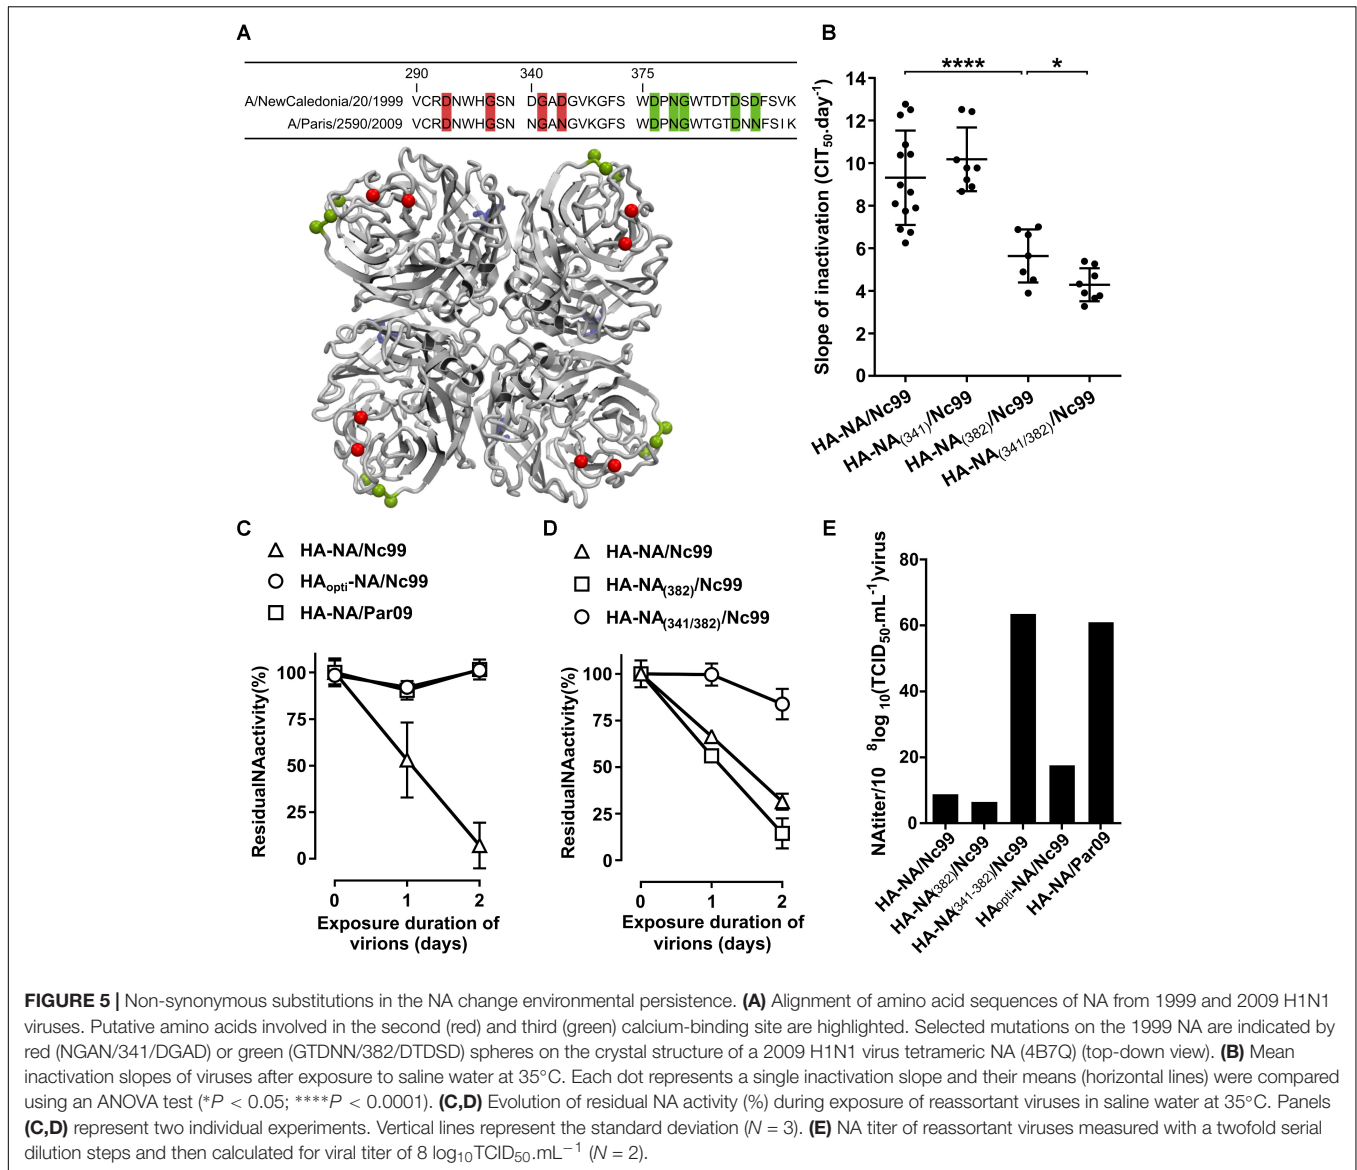 A
290 340 375
A/NewCaledonia/20/1999 VCRDNWHGSN DGADGVKGFS WDPNGWTDTDSDFSVK
A/Paris/2590/2009 VCRDNWHGSN NGANGVKGFS WDPNGWTGTDNNFSIK
B
**** *
Slope of inactivation (CIT50.day-1)
14
12
10
8
6
4
2
0
HA-NA/Nc99
HA-NA(341)/Nc99
HA-NA(382)/Nc99
HA-NA(341/382)/Nc99
C
HA-NA/Nc99
HAopti-NA/Nc99
HA-NA/Par09
ResidualNAactivity(%)
100
75
50
25
0
0 1 2
Exposure duration of
virions (days)
D
HA-NA/Nc99
HA-NA(382)/Nc99
HA-NA(341/382)/Nc99
ResidualNAactivity(%)
100
75
50
25
0
0 1 2
Exposure duration of
virions (days)
E
NAtiter/10 8log 10(TCID50.mL-1)virus
80
60
40
20
0
HA-NA/Nc99
HA-NA(382)/Nc99
HA-NA(341-382)/Nc99
HAopti-NA/Nc99
HA-NA/Par09
FIGURE 5 | Non-synonymous substitutions in the NA change environmental persistence. (A) Alignment of amino acid sequences of NA from 1999 and 2009 H1N1
viruses. Putative amino acids involved in the second (red) and third (green) calcium-binding site are highlighted. Selected mutations on the 1999 NA are indicated by
red (NGAN/341/DGAD) or green (GTDNN/382/DTDSD) spheres on the crystal structure of a 2009 H1N1 virus tetrameric NA (4B7Q) (top-down view). (B) Mean
inactivation slopes of viruses after exposure to saline water at 35°C. Each dot represents a single inactivation slope and their means (horizontal lines) were compared
using an ANOVA test (*P < 0.05; ****P < 0.0001). (C,D) Evolution of residual NA activity (%) during exposure of reassortant viruses in saline water at 35°C. Panels
(C,D) represent two individual experiments. Vertical lines represent the standard deviation (N = 3). (E) NA titer of reassortant viruses measured with a twofold serial
dilution steps and then calculated for viral titer of 8 log10TCID50.mL−1 (N = 2).